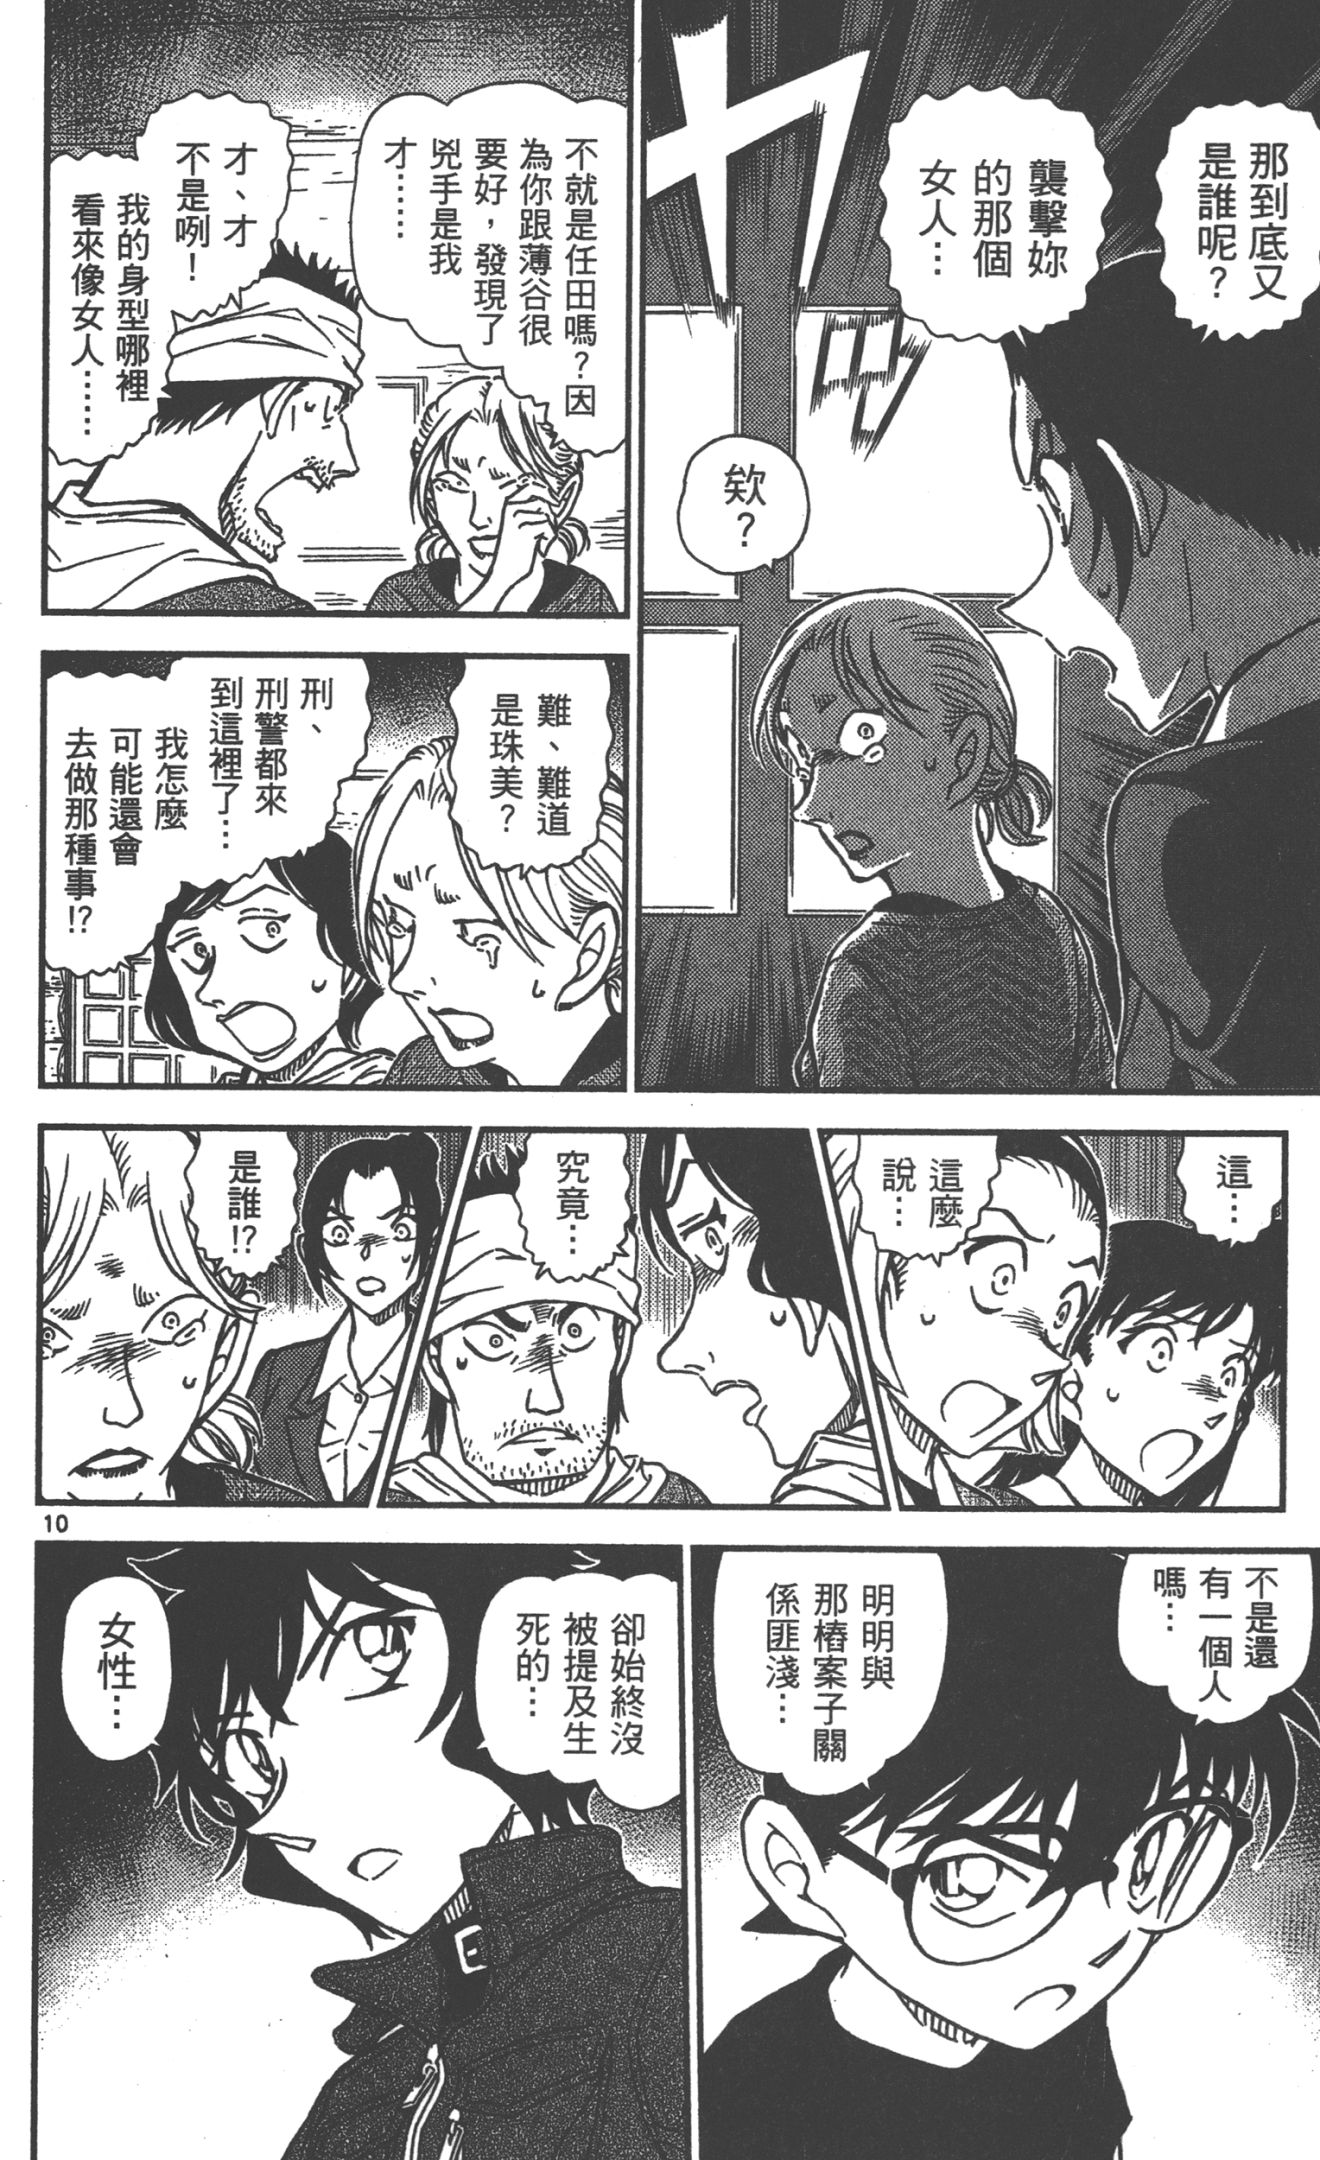 那到底又
是誰呢?
襲擊妳
的那個
女人…
欸?
不就是任田嗎?因
為你跟薄谷很
要好，發現了
兇手是我
才……
才、才
不是咧!
我的身型哪裡
看來像女人……
難、難道
是珠美?
刑、
刑警都來
到這裡了…
我怎麼
可能還會
去做那種事!?
這…
這麼
說…
究竟…
是誰!?
10
不是還
有一個人
嗎…
明明與
那樁案子關
係匪淺…
卻始終沒
被提及生
死的…
女性…